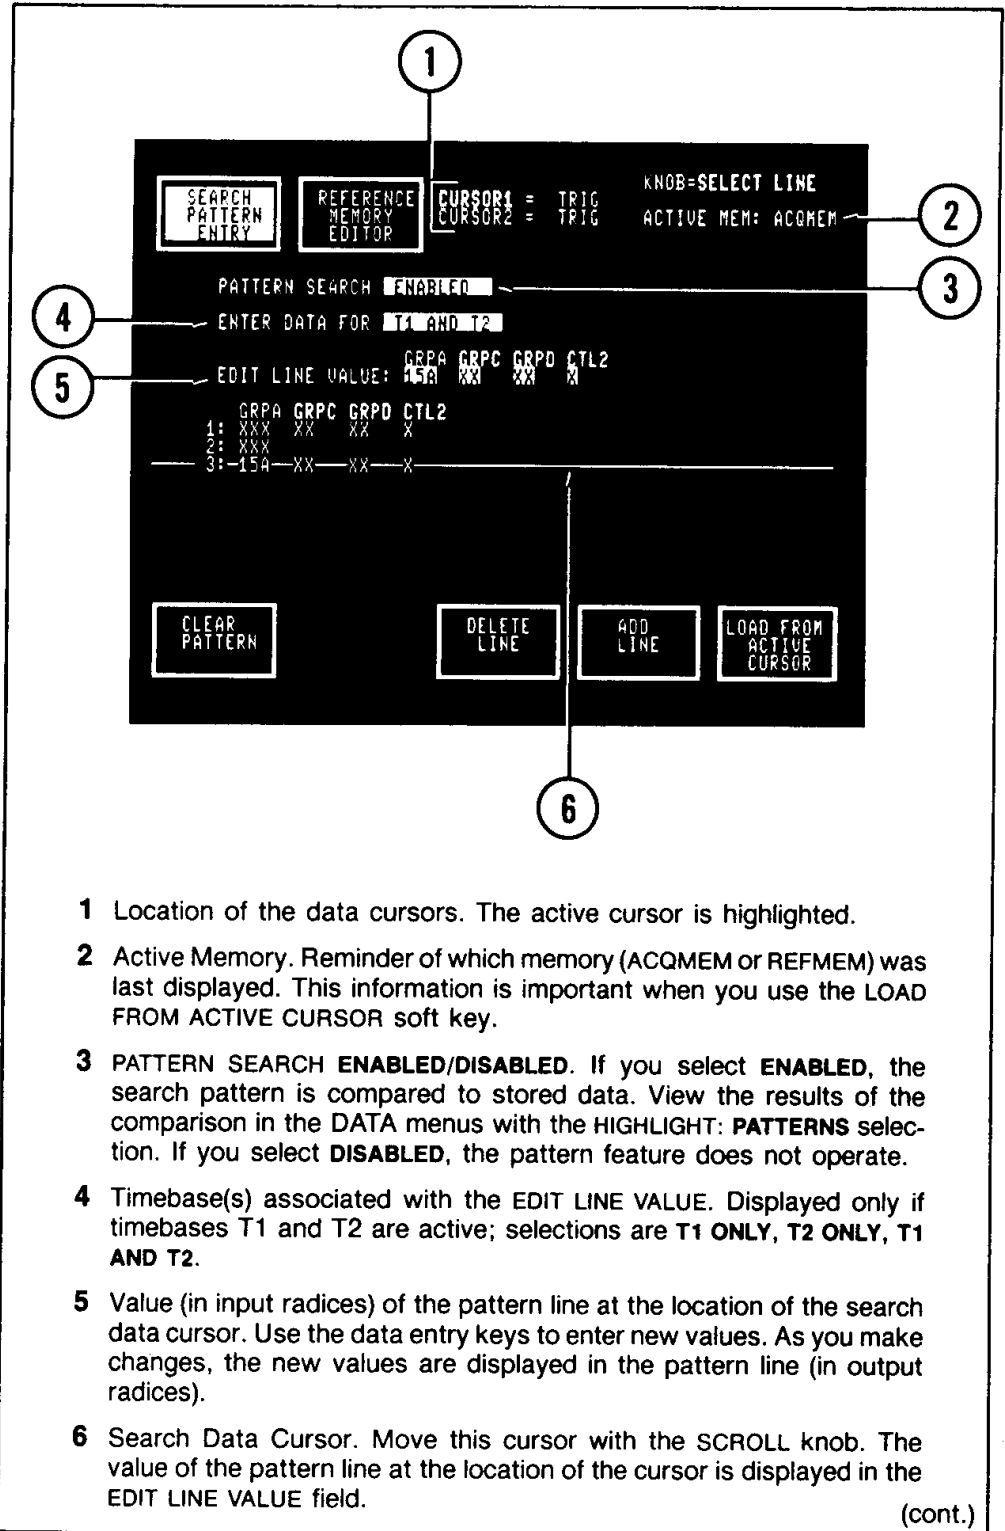 1
SEARCH PATTERN ENTRY
REFERENCE MEMORY EDITOR
CURSOR1 = TRIG
CURSOR2 = TRIG
KNOB=SELECT LINE
ACTIVE MEM: ACQMEM
2
PATTERN SEARCH ENABLED
3
4
ENTER DATA FOR T1 AND T2
GRPA GRPC GRPD CTL2
5
EDIT LINE VALUE: 15A XX XX X
GRPA GRPC GRPD CTL2
1: XXX XX XX X
2: XXX
3: 15A XX XX X
CLEAR PATTERN
DELETE LINE
ADD LINE
LOAD FROM ACTIVE CURSOR
6
1 Location of the data cursors. The active cursor is highlighted.
2 Active Memory. Reminder of which memory (ACQMEM or REFMEM) was
last displayed. This information is important when you use the LOAD
FROM ACTIVE CURSOR soft key.
3 PATTERN SEARCH ENABLED/DISABLED. If you select ENABLED, the
search pattern is compared to stored data. View the results of the
comparison in the DATA menus with the HIGHLIGHT: PATTERNS selec-
tion. If you select DISABLED, the pattern feature does not operate.
4 Timebase(s) associated with the EDIT LINE VALUE. Displayed only if
timebases T1 and T2 are active; selections are T1 ONLY, T2 ONLY, T1
AND T2.
5 Value (in input radices) of the pattern line at the location of the search
data cursor. Use the data entry keys to enter new values. As you make
changes, the new values are displayed in the pattern line (in output
radices).
6 Search Data Cursor. Move this cursor with the SCROLL knob. The
value of the pattern line at the location of the cursor is displayed in the
EDIT LINE VALUE field.
(cont.)